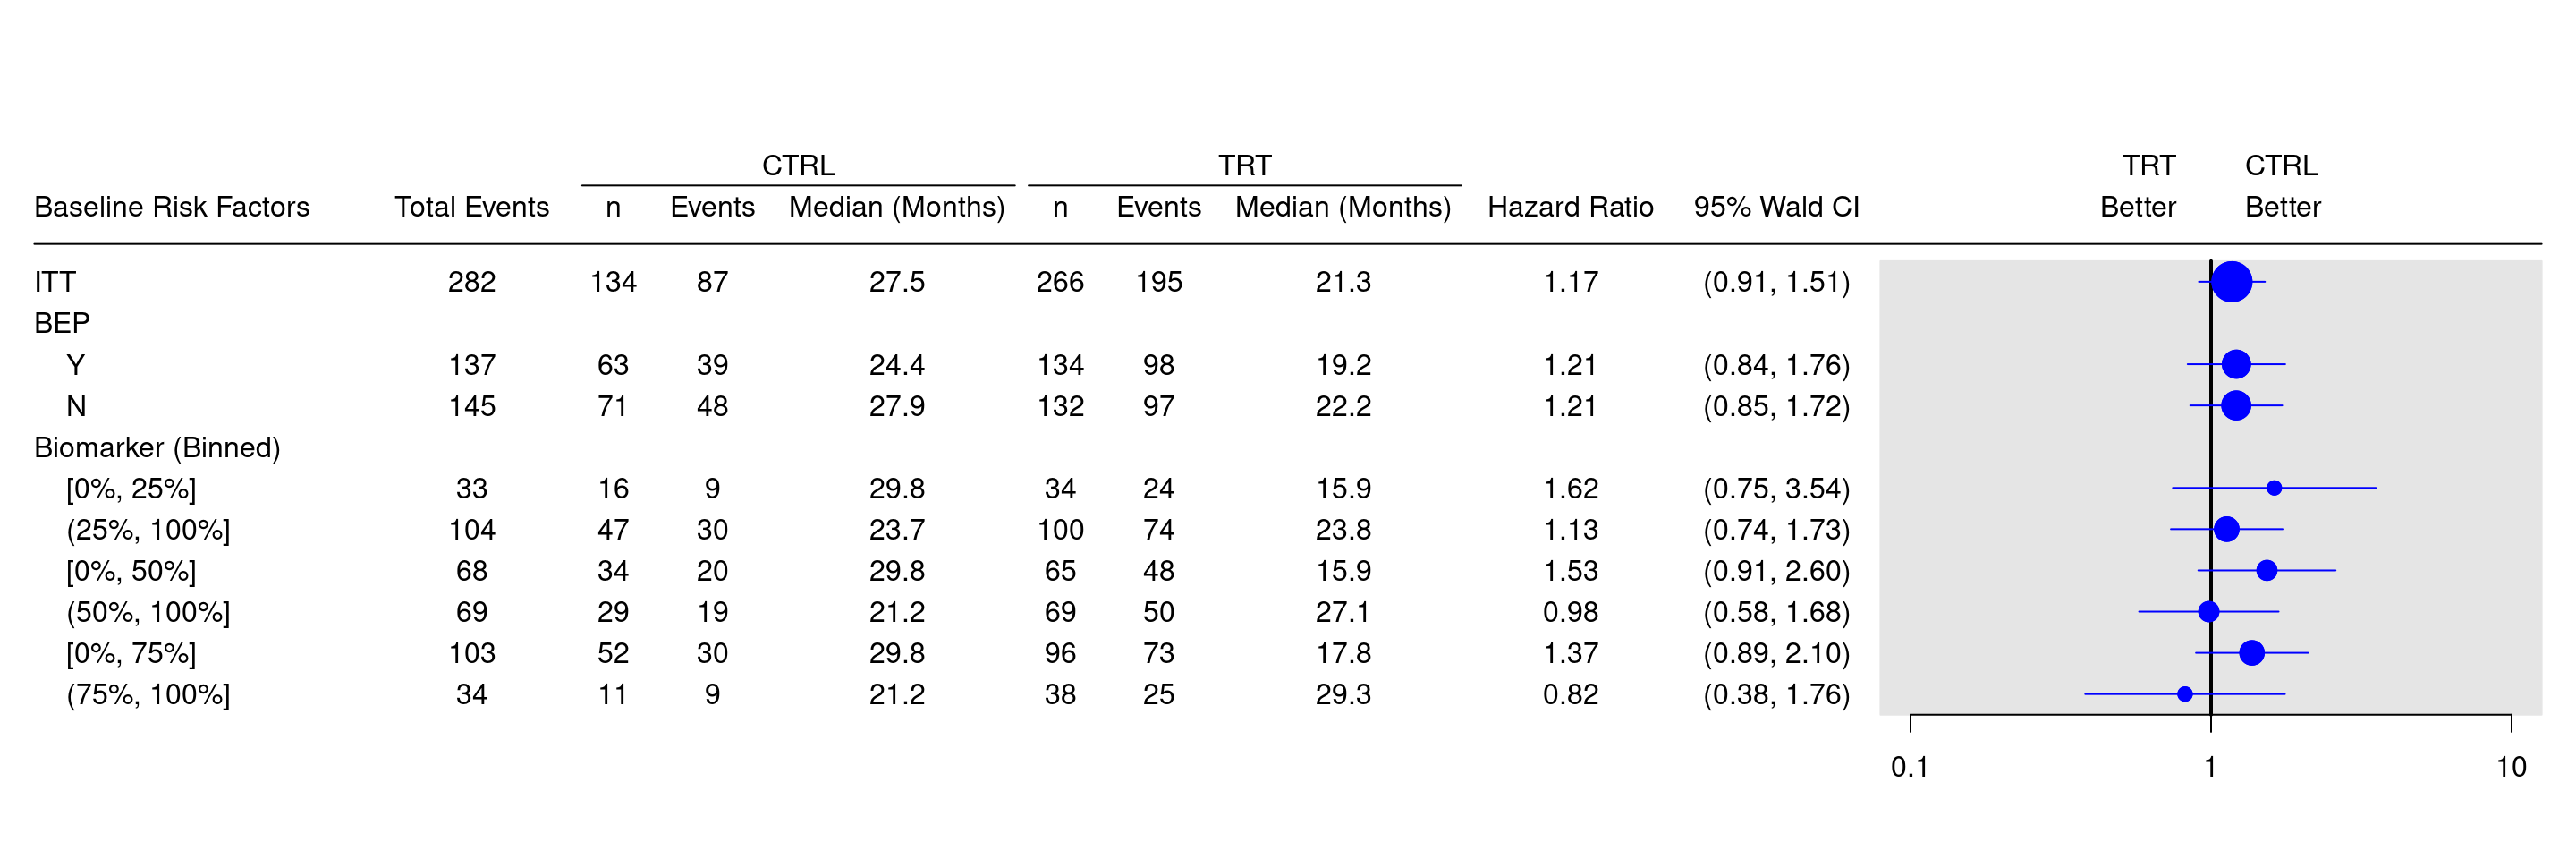 CTRL TRT TRT CTRL
Baseline Risk Factors Total Events n Events Median (Months) n Events Median (Months) Hazard Ratio 95% Wald CI Better Better
ITT 282 134 87 27.5 266 195 21.3 1.17 (0.91, 1.51)
BEP
Y 137 63 39 24.4 134 98 19.2 1.21 (0.84, 1.76)
N 145 71 48 27.9 132 97 22.2 1.21 (0.85, 1.72)
Biomarker (Binned)
[0%, 25%] 33 16 9 29.8 34 24 15.9 1.62 (0.75, 3.54)
(25%, 100%] 104 47 30 23.7 100 74 23.8 1.13 (0.74, 1.73)
[0%, 50%] 68 34 20 29.8 65 48 15.9 1.53 (0.91, 2.60)
(50%, 100%] 69 29 19 21.2 69 50 27.1 0.98 (0.58, 1.68)
[0%, 75%] 103 52 30 29.8 96 73 17.8 1.37 (0.89, 2.10)
(75%, 100%] 34 11 9 21.2 38 25 29.3 0.82 (0.38, 1.76)
0.1 1 10